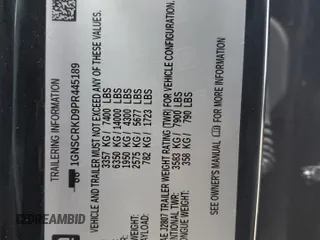 TRAILERING INFORMATION
1GNSCRKD9PR445189
VEHICLE AND TRAILER MUST NOT EXCEED ANY OF THESE VALUES.
3357 KG / 7400 LBS
6350 KG / 14000 LBS
1950 KG / 4300 LBS
2575 KG / 5677 LBS
782 KG / 1723 LBS
J2807 TRAILER WEIGHT RATING (TWR) FOR VEHICLE CONFIGURATION.
TWR: 3583 KG / 7900 LBS
WEIGHT: 358 KG / 790 LBS
SEE OWNER'S MANUAL FOR ADDITIONAL INFORMATION